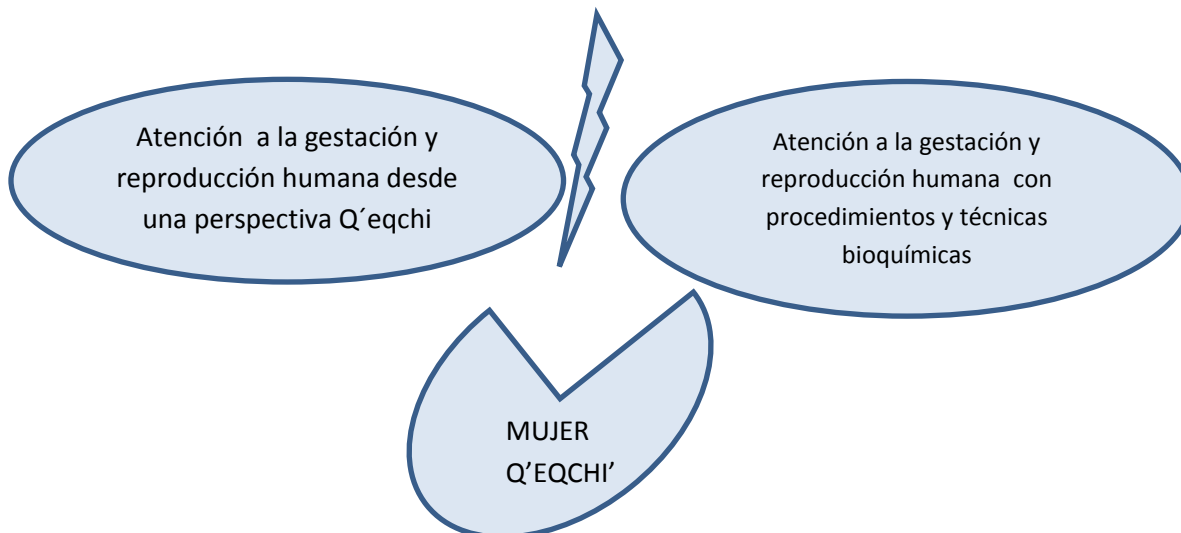 Atención a la gestación y
reproducción humana desde
una perspectiva Q´eqchi
Atención a la gestación y
reproducción humana con
procedimientos y técnicas
bioquímicas
MUJER
Q’EQCHI’